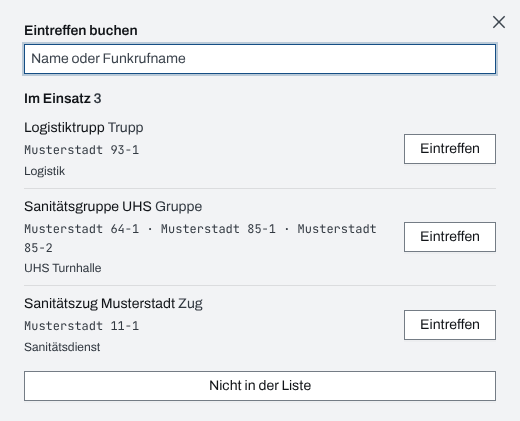 Eintreffen buchen
Name oder Funkrufname
Im Einsatz 3
Logistiktrupp Trupp
Musterstadt 93-1
Logistik
Eintreffen
Sanitätsgruppe UHS Gruppe
Musterstadt 64-1 · Musterstadt 85-1 · Musterstadt
85-2
UHS Turnhalle
Eintreffen
Sanitätszug Musterstadt Zug
Musterstadt 11-1
Sanitätsdienst
Eintreffen
Nicht in der Liste